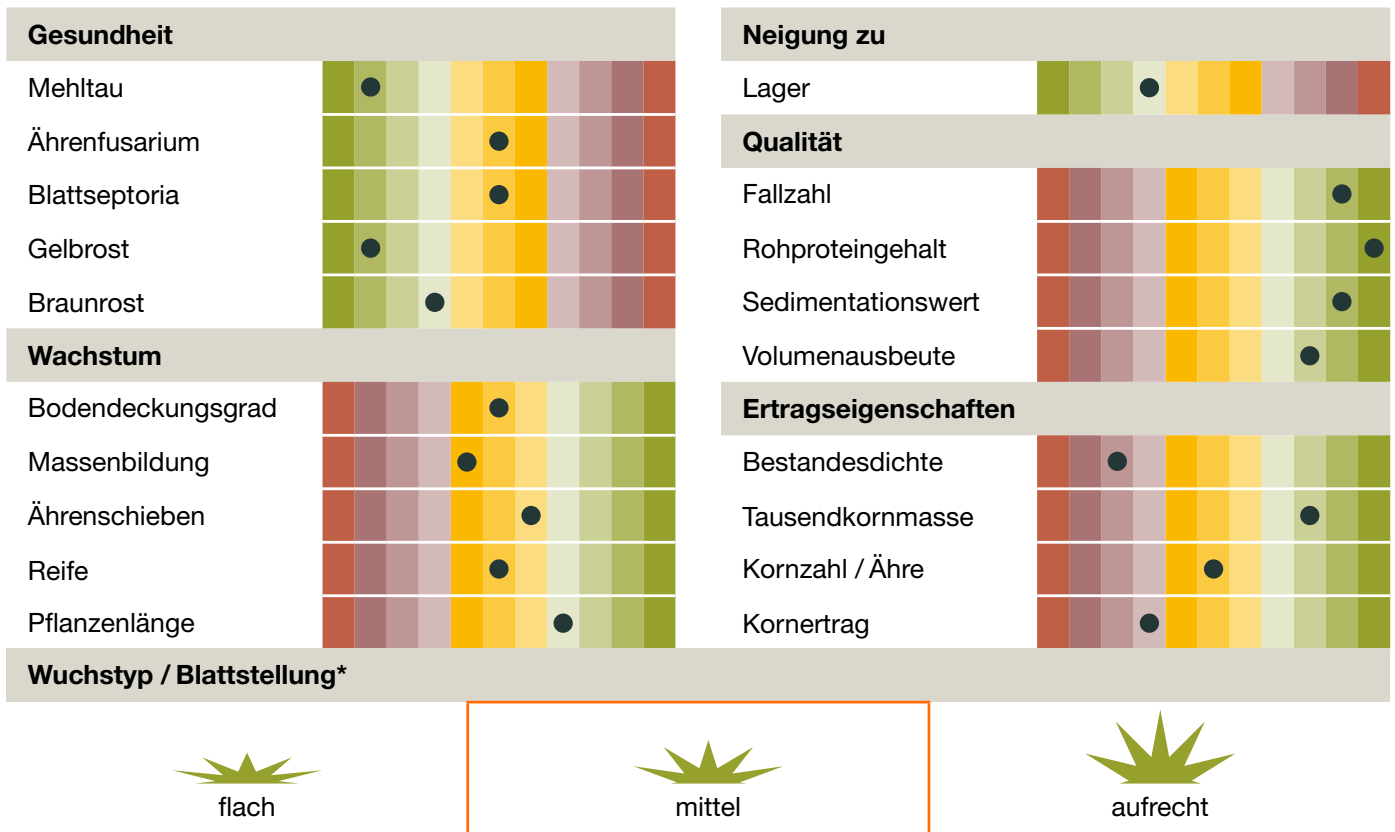 Gesundheit
Mehltau
Ährenfusarium
Blattseptoria
Gelbrost
Braunrost
Wachstum
Bodendeckungsgrad
Massenbildung
Ährenschieben
Reife
Pflanzenlänge
Neigung zu
Lager
Qualität
Fallzahl
Rohproteingehalt
Sedimentationswert
Volumenausbeute
Ertragseigenschaften
Bestandesdichte
Tausendkornmasse
Kornzahl / Ähre
Kornertrag
Wuchstyp / Blattstellung*
flach
mittel
aufrecht